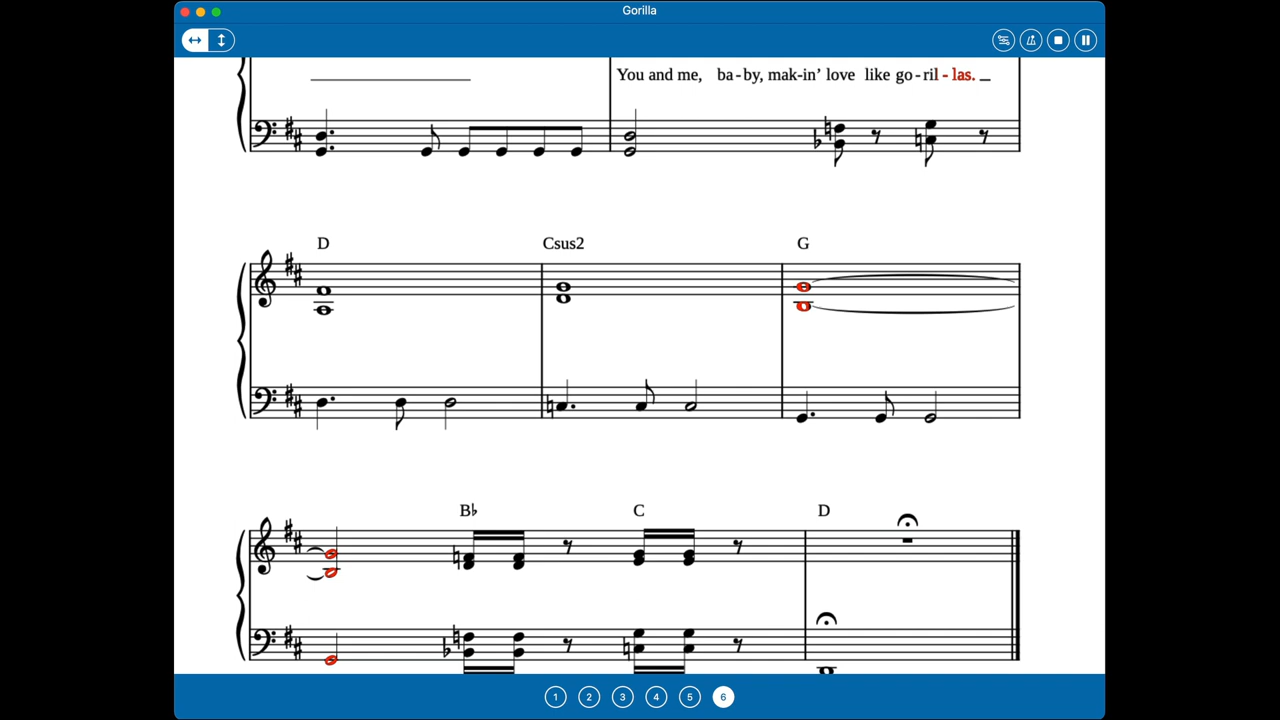 Gorilla
You and me, ba-by, mak-in’ love like go-ril-las.
D Csus2 G
B♭ C D
1 2 3 4 5 6